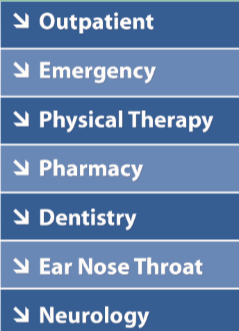 Outpatient
Emergency
Physical Therapy
Pharmacy
Dentistry
Ear Nose Throat
Neurology